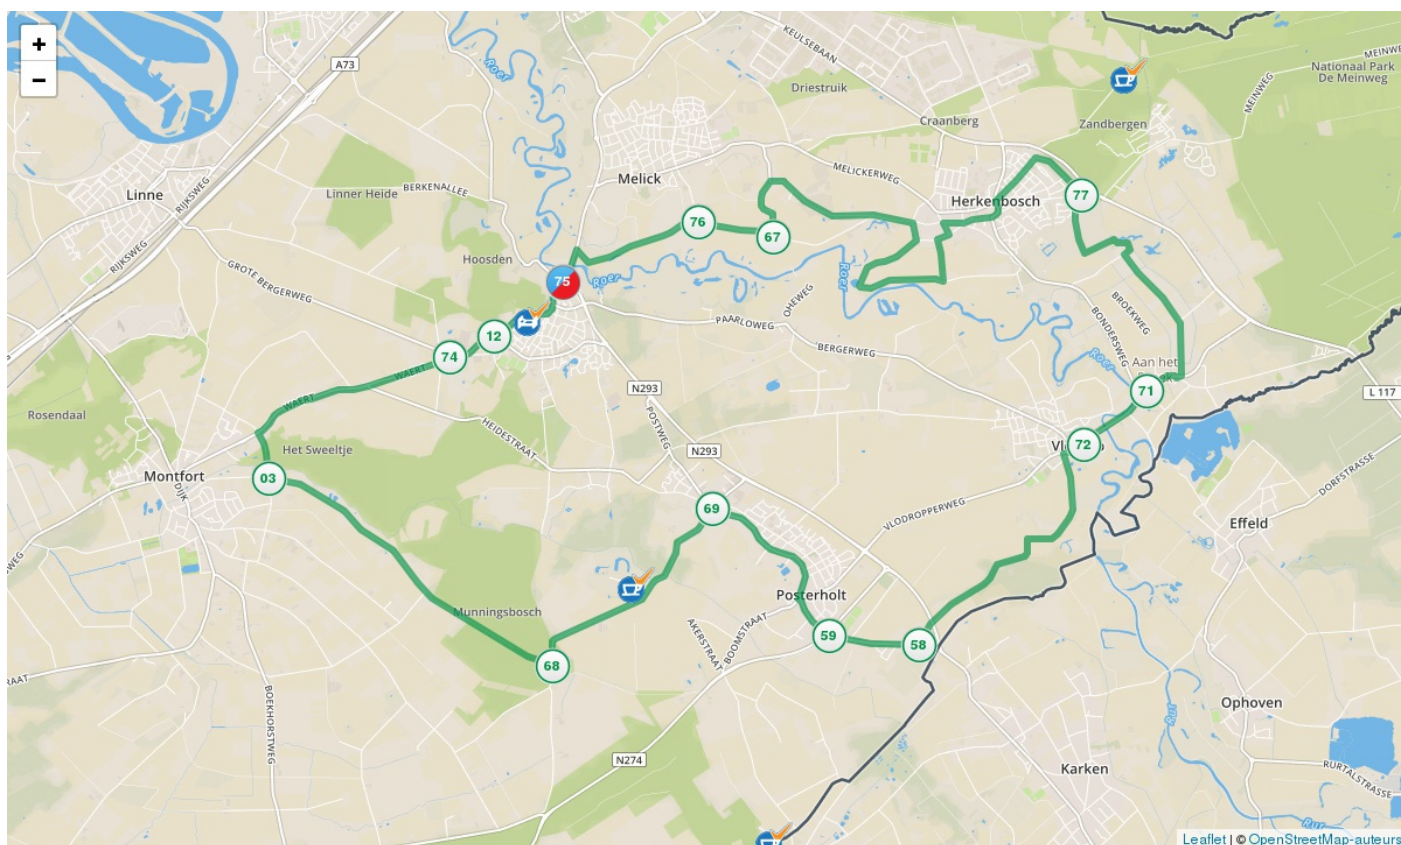 +
−
A73
Roer
KEULSEBAAN
MEINWEG
Nationaal Park
De Meinweg
MEINWEG
Driestruik
Craanberg
Zandbergen
Linne
RIJKSWEG
Linner Heide
BERKENALLEE
Melick
MELICKERWEG
Herkenbosch
77
76
67
RIJKSWEG
Hoosden
GROTE BERGERWEG
75
Roer
Roer
OHEWEG
PAARLOWEG
BROEKWEG
BONDERSWEG
12
74
BERGERWEG
Roer
Aan het
WAERT
N293
71
L 117
Rosendaal
WAERT
HEIDESTRAAT
POSTWEG
Het Sweeltje
N293
72
Montfort
DIJK
03
69
VLODROPPERWEG
DORFSTRASSE
Effeld
Munningsbosch
Posterholt
AKERSTRAAT
BOOMSTRAAT
59
58
68
BOEKHORSTWEG
Rur
Ophoven
N274
Karken
RURTALSTRASSE
Rur
Leaflet | © OpenStreetMap-auteurs